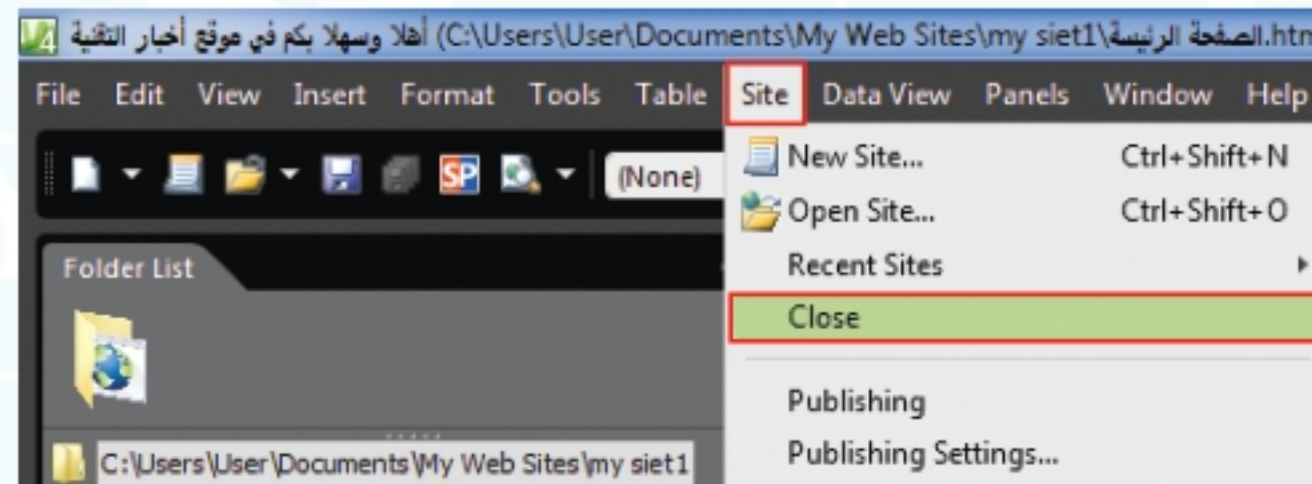 أهلا وسهلا بكم في موقع أخبار التقنية (C:\Users\User\Documents\My Web Sites\my siet1\الصفحة الرئيسة.htm
File Edit View Insert Format Tools Table Site Data View Panels Window Help
(None)
New Site... Ctrl+Shift+N
Open Site... Ctrl+Shift+O
Recent Sites
Close
Publishing
Publishing Settings...
Folder List
C:\Users\User\Documents\My Web Sites\my siet1